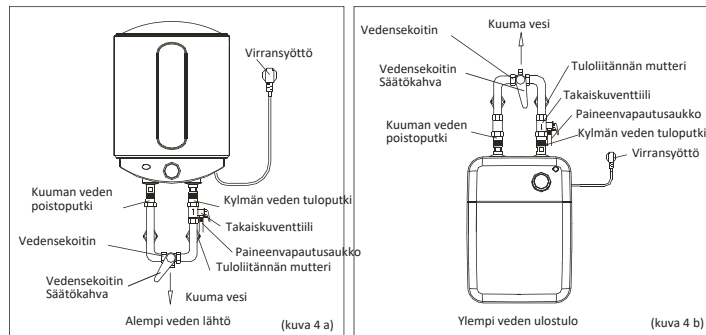 Virransyöttö
Kuuman veden
poistoputki
Kylmän veden tuloputki
Takaiskuventtiili
Vedensekoitin
Paineenvapautusaukko
Tuloliitännän mutteri
Vedensekoitin
Säätökahva
Kuuma vesi
Alempi veden lähtö
(kuva 4 a)
Kuuma vesi
Vedensekoitin
Vedensekoitin
Säätökahva
Tuloliitännän mutteri
Takaiskuventtiili
Paineenvapautusaukko
Kuuman veden
poistoputki
Kylmän veden tuloputki
Virransyöttö
Ylempi veden ulostulo
(kuva 4 b)